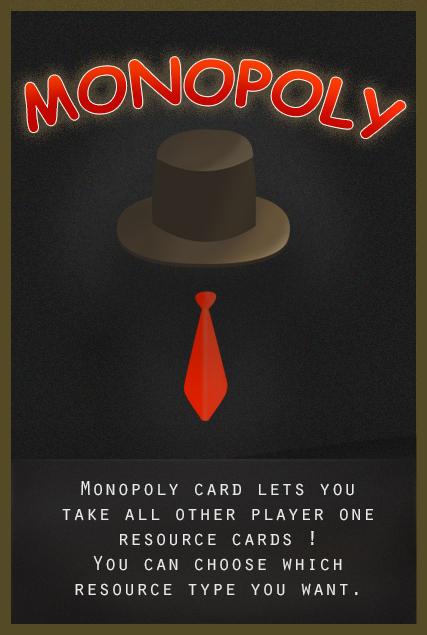 MONOPOLY
MONOPOLY CARD LETS YOU
TAKE ALL OTHER PLAYER ONE
RESOURCE CARDS !
YOU CAN CHOOSE WHICH
RESOURCE TYPE YOU WANT.